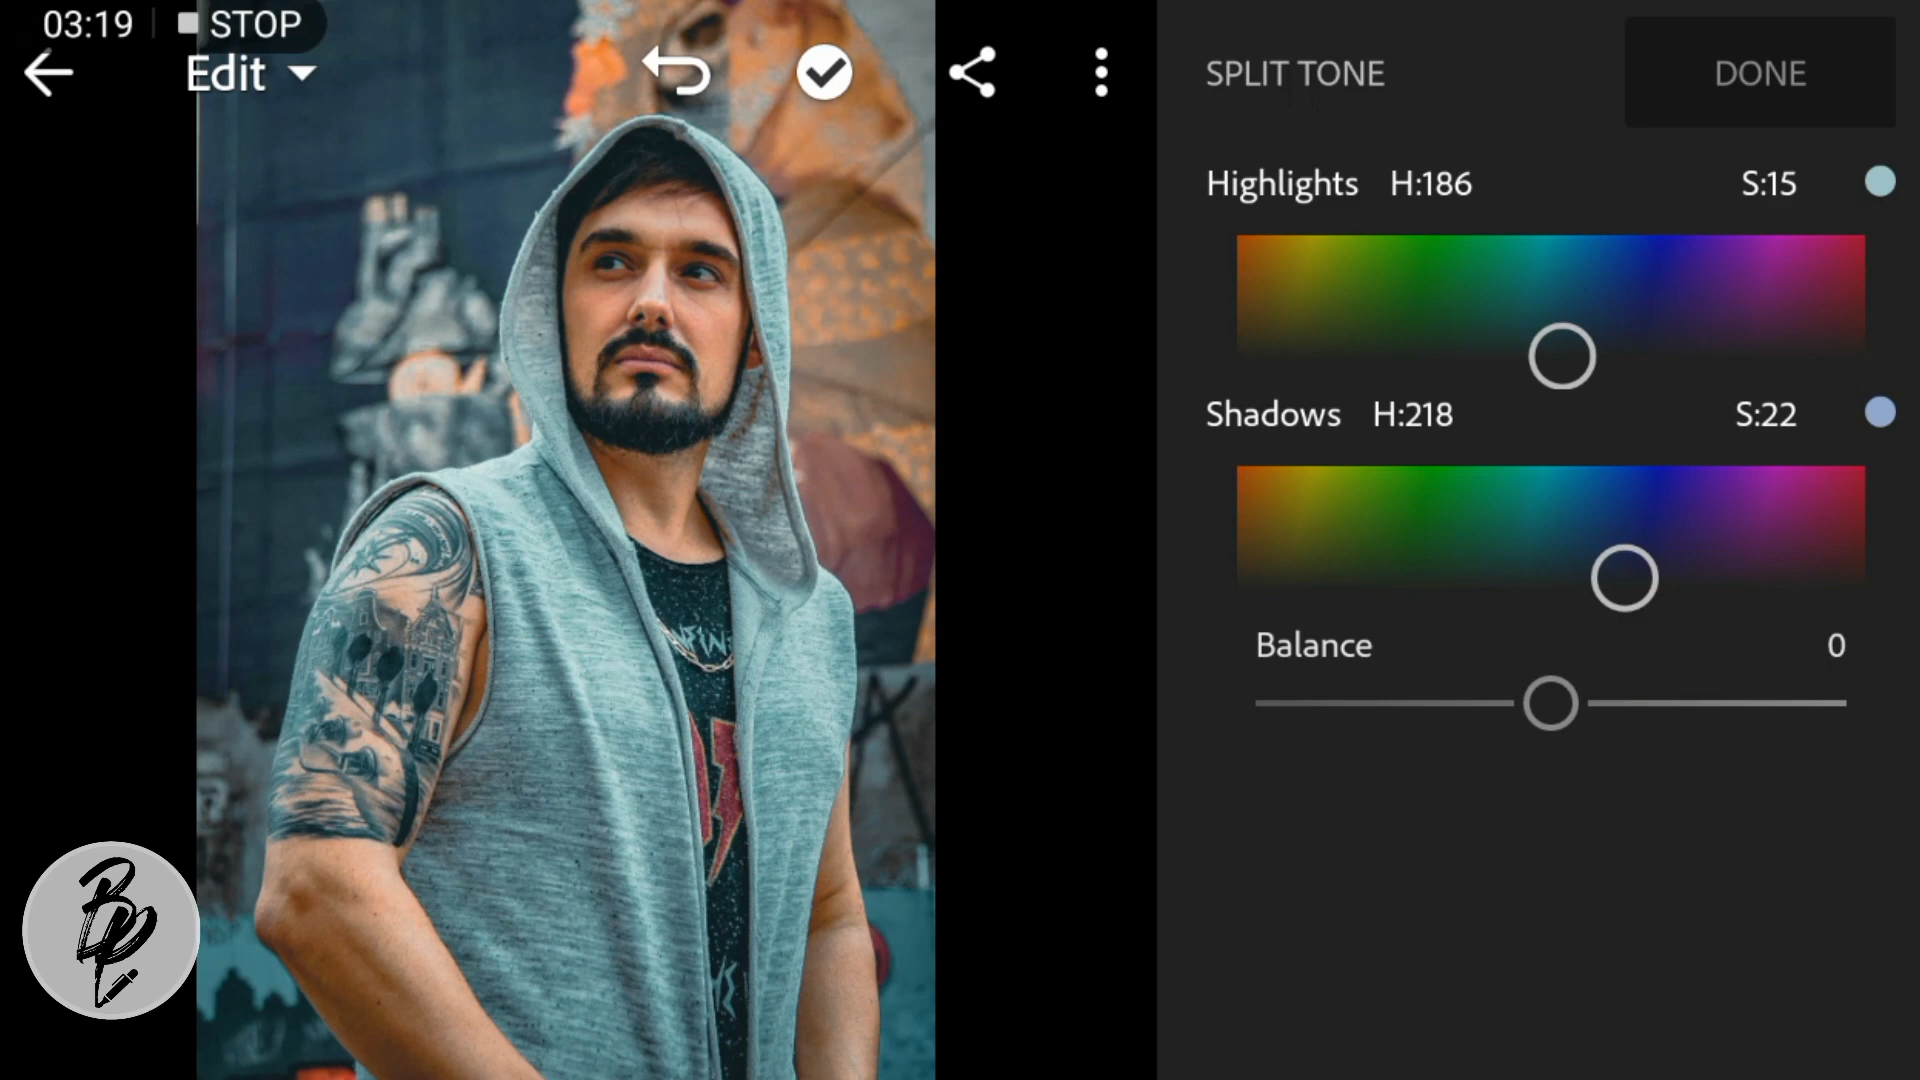 03:19 STOP
Edit
SPLIT TONE
DONE
Highlights H:186 S:15
Shadows H:218 S:22
Balance 0